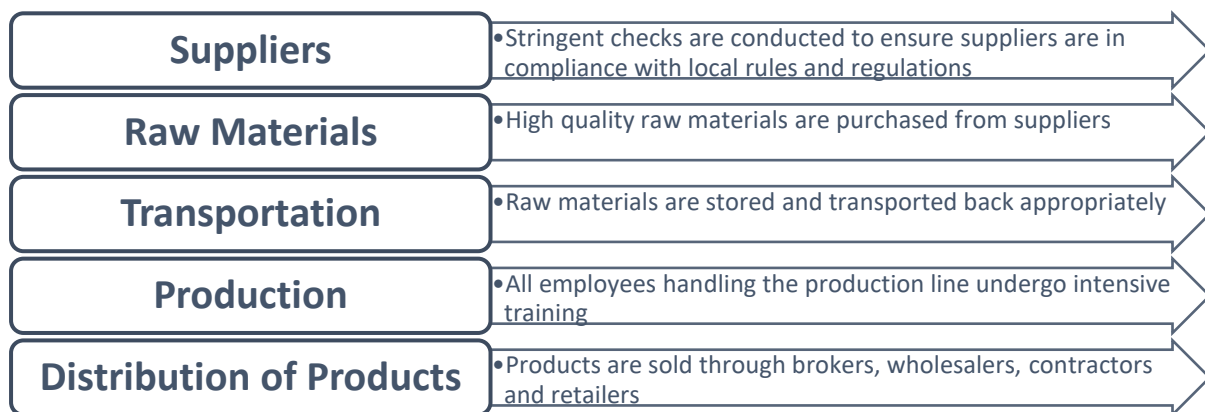 Suppliers
•Stringent checks are conducted to ensure suppliers are in
compliance with local rules and regulations
Raw Materials
•High quality raw materials are purchased from suppliers
Transportation
•Raw materials are stored and transported back appropriately
Production
•All employees handling the production line undergo intensive
training
Distribution of Products
•Products are sold through brokers, wholesalers, contractors
and retailers